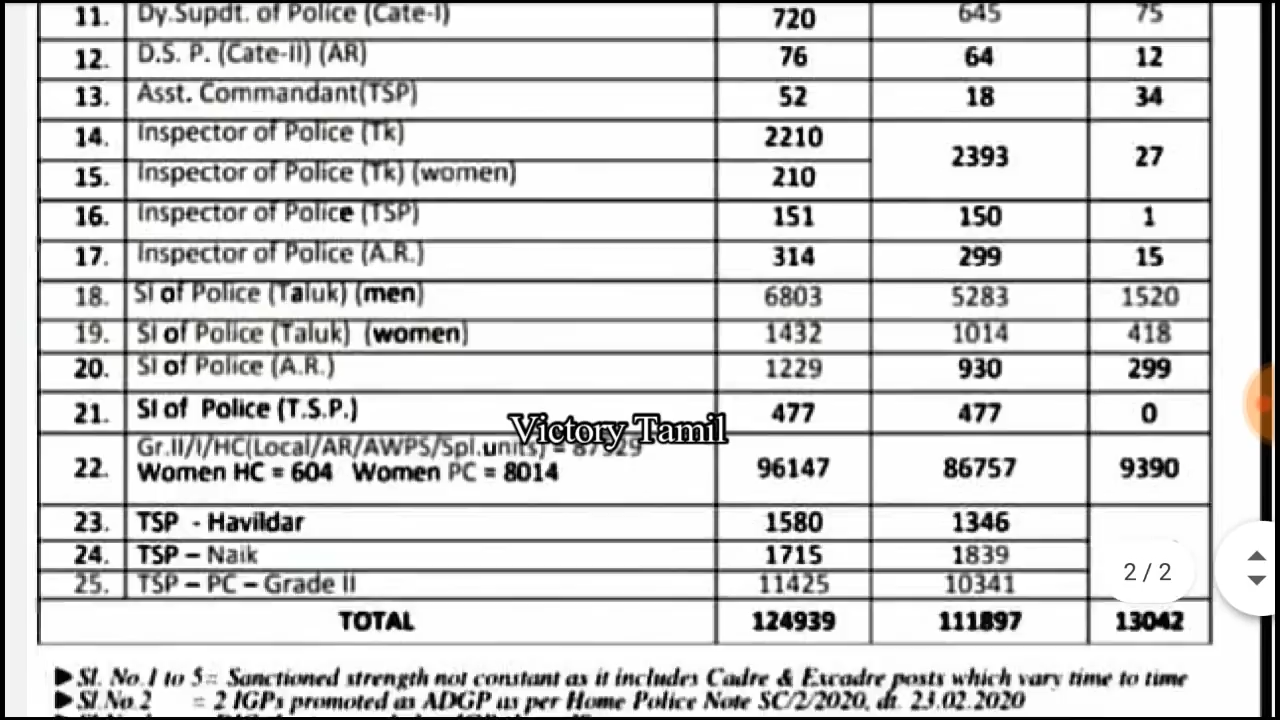 11. Dy.Supdt. of Police (Cate-I) 720 645 75
12. D.S. P. (Cate-II) (AR) 76 64 12
13. Asst. Commandant(TSP) 52 18 34
14. Inspector of Police (Tk) 2210 2393 27
15. Inspector of Police (Tk) (women) 210
16. Inspector of Police (TSP) 151 150 1
17. Inspector of Police (A.R.) 314 299 15
18. SI of Police (Taluk) (men) 6803 5283 1520
19. SI of Police (Taluk) (women) 1432 1014 418
20. SI of Police (A.R.) 1229 930 299
21. SI of Police (T.S.P.) 477 477 0
Victory Tamil
22. Gr.II/I/HC(Local/AR/AWPS/Spl.units) = 87529
Women HC = 604 Women PC = 8014 96147 86757 9390
23. TSP - Havildar 1580 1346
24. TSP – Naik 1715 1839
25. TSP – PC – Grade II 11425 10341
2 / 2
TOTAL 124939 111897 13042
Sl. No.1 to 5= Sanctioned strength not constant as it includes Cadre & Excadre posts which vary time to time
Sl.No.2 = 2 IGPs promoted as ADGP as per Home Police Note SC/2/2020, dt. 23.02.2020